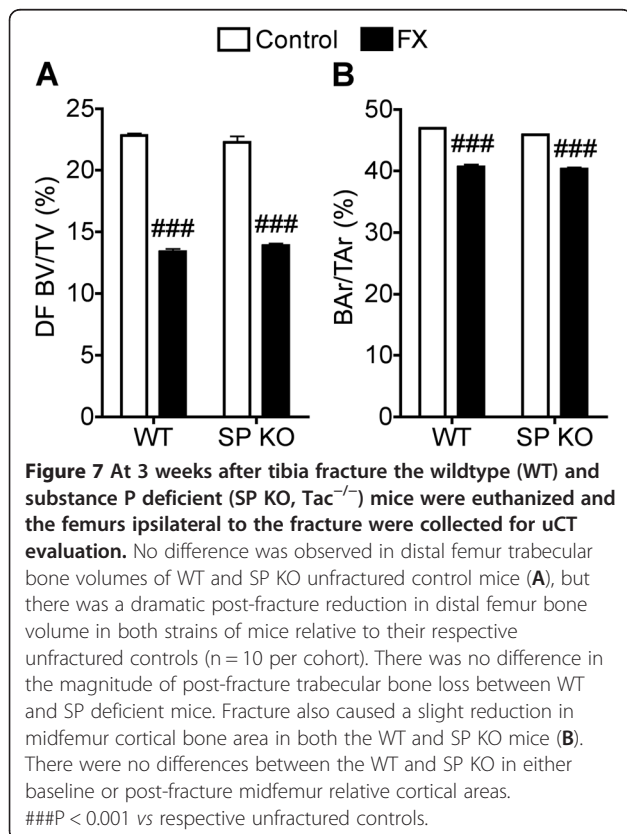 Control FX
A
DF BV/TV (%)
25
20
15
10
5
0
###
###
WT SP KO
B
BAr/TAr (%)
50
40
30
20
10
0
###
###
WT SP KO
Figure 7 At 3 weeks after tibia fracture the wildtype (WT) and
substance P deficient (SP KO, Tac−/−) mice were euthanized and
the femurs ipsilateral to the fracture were collected for uCT
evaluation. No difference was observed in distal femur trabecular
bone volumes of WT and SP KO unfractured control mice (A), but
there was a dramatic post-fracture reduction in distal femur bone
volume in both strains of mice relative to their respective
unfractured controls (n = 10 per cohort). There was no difference in
the magnitude of post-fracture trabecular bone loss between WT
and SP deficient mice. Fracture also caused a slight reduction in
midfemur cortical bone area in both the WT and SP KO mice (B).
There were no differences between the WT and SP KO in either
baseline or post-fracture midfemur relative cortical areas.
###P < 0.001 vs respective unfractured controls.